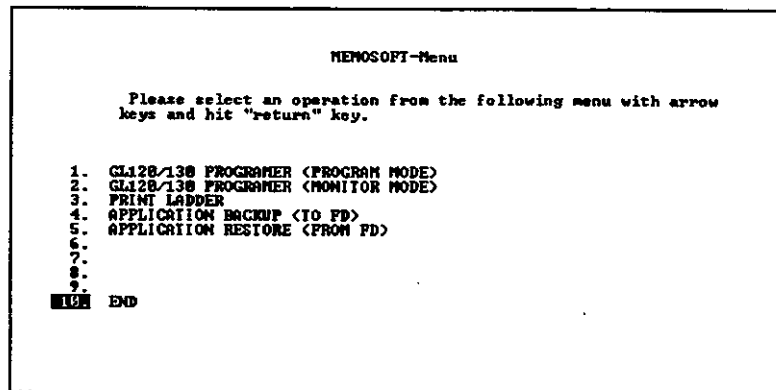 MEMOSOFT-Menu
Please select an operation from the following menu with arrow
keys and hit "return" key.
1. GL120/130 PROGRAMER <PROGRAM MODE>
2. GL120/130 PROGRAMER <MONITOR MODE>
3. PRINT LADDER
4. APPLICATION BACKUP <TO FD>
5. APPLICATION RESTORE <FROM FD>
6.
7.
8.
9.
10. END